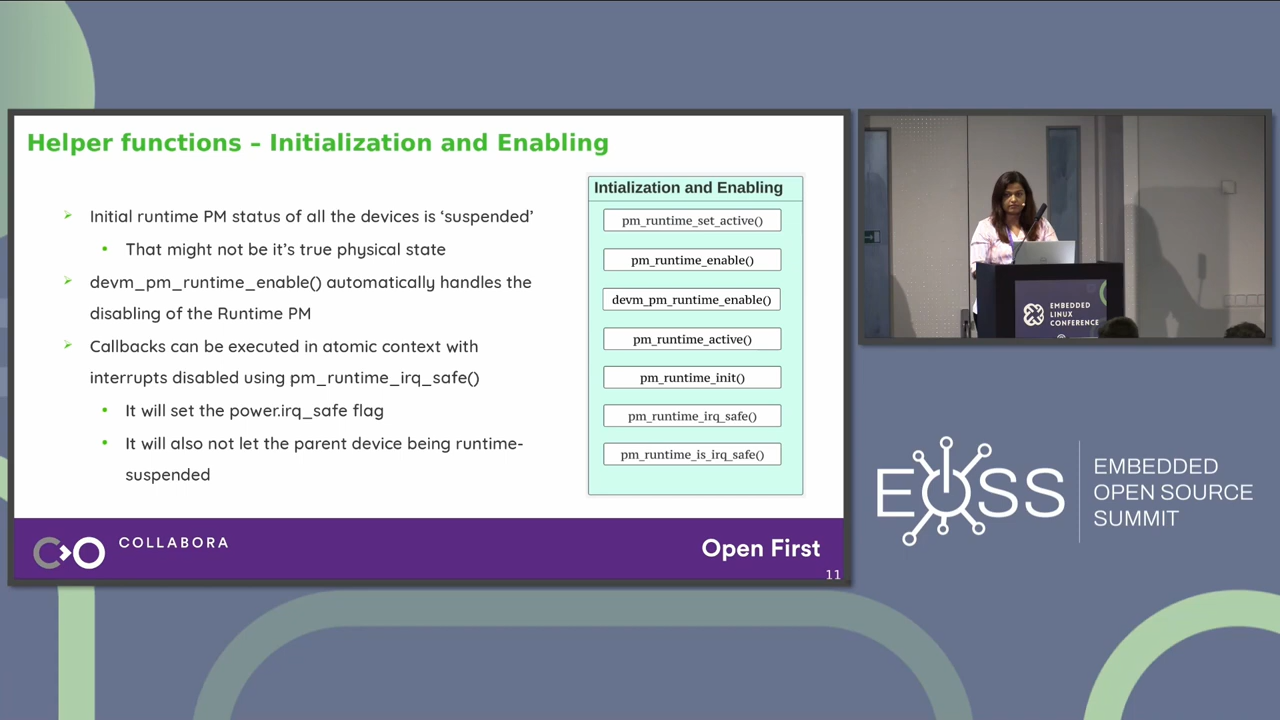 Helper functions – Initialization and Enabling
Initial runtime PM status of all the devices is ‘suspended’
That might not be it’s true physical state
devm_pm_runtime_enable() automatically handles the
disabling of the Runtime PM
Callbacks can be executed in atomic context with
interrupts disabled using pm_runtime_irq_safe()
It will set the power.irq_safe flag
It will also not let the parent device being runtime-
suspended
Intialization and Enabling
pm_runtime_set_active()
pm_runtime_enable()
devm_pm_runtime_enable()
pm_runtime_active()
pm_runtime_init()
pm_runtime_irq_safe()
pm_runtime_is_irq_safe()
COLLABORA
Open First
11
EMBEDDED
LINUX
CONFERENCE
EOSS
EMBEDDED
OPEN SOURCE
SUMMIT